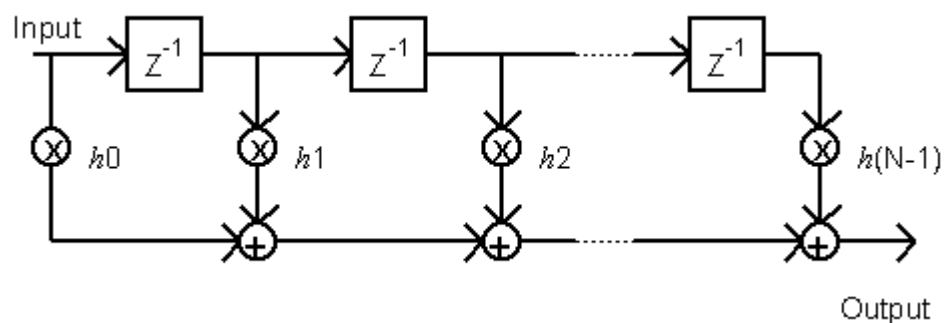 Input
Z⁻¹
Z⁻¹
Z⁻¹
x
h0
x
h1
x
h2
x
h(N-1)
+
+
+
Output